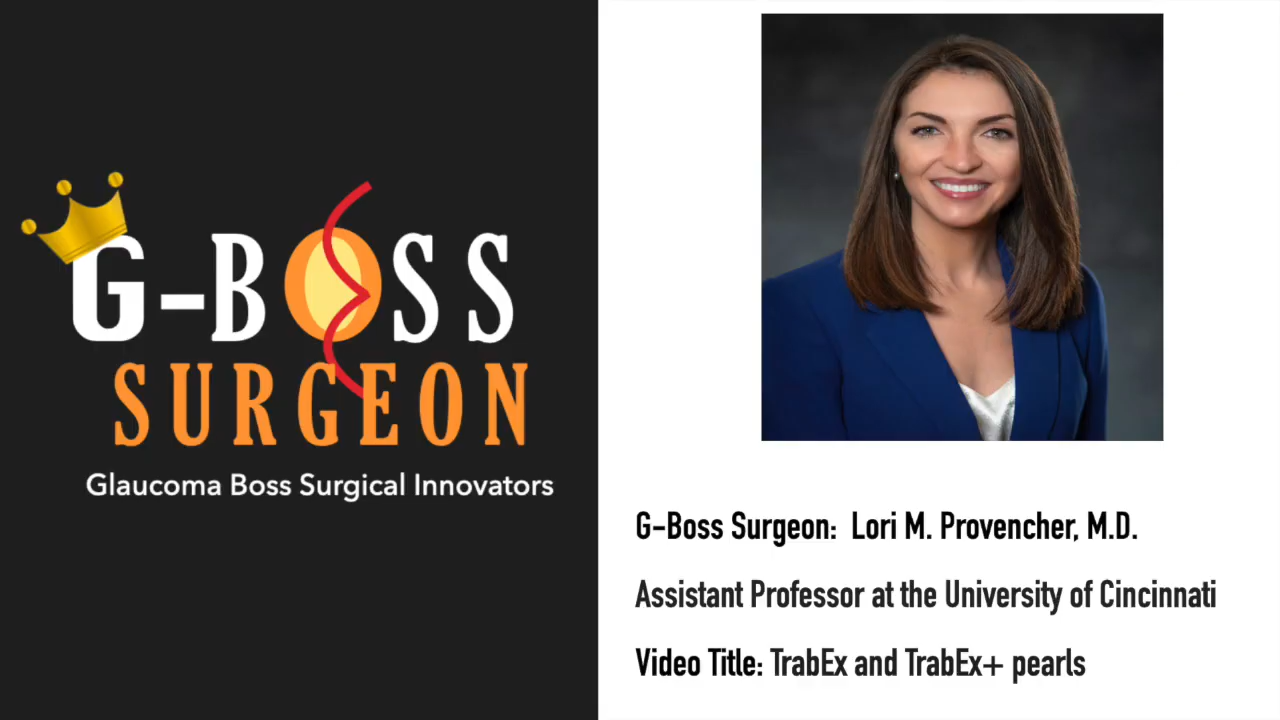 G-BOSS
SURGEON
Glaucoma Boss Surgical Innovators
G-Boss Surgeon: Lori M. Provencher, M.D.
Assistant Professor at the University of Cincinnati
Video Title: TrabEx and TrabEx+ pearls